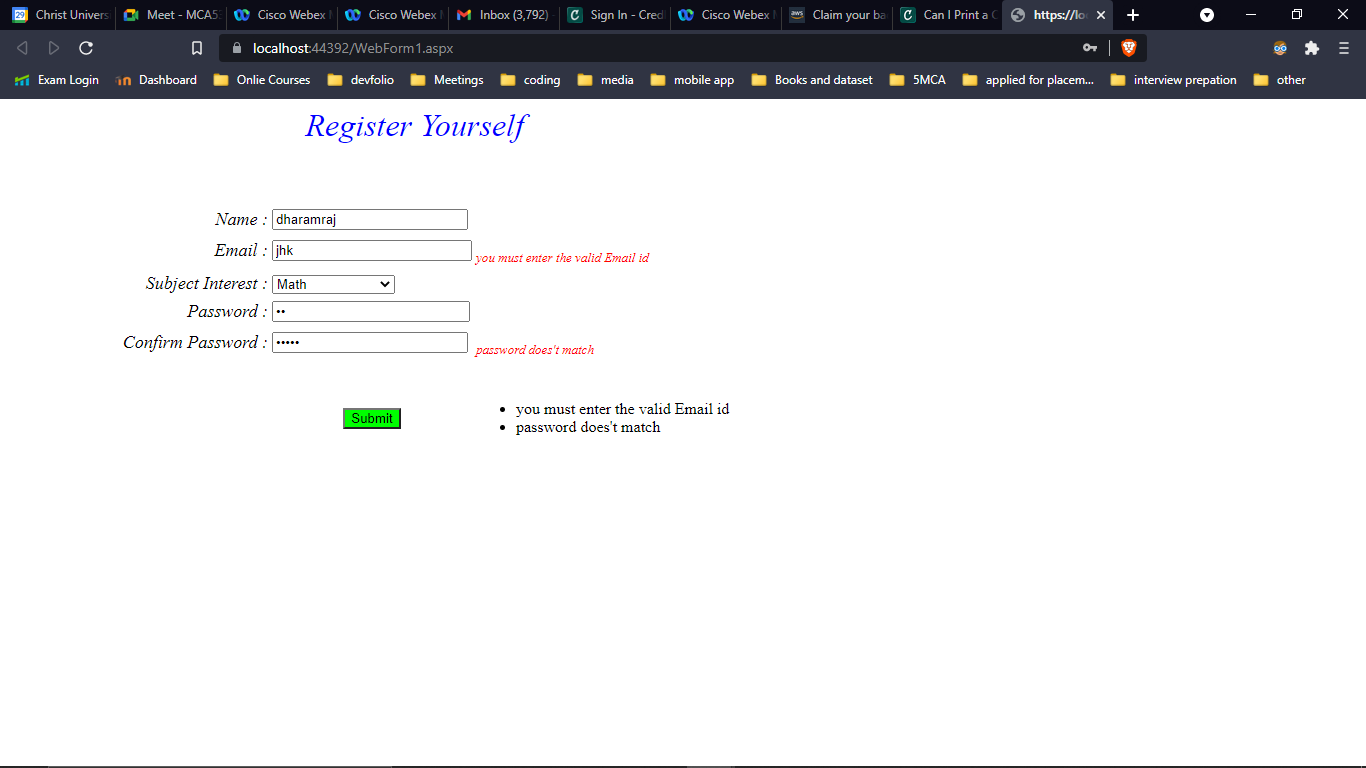 29 Christ Univers
Meet - MCA53
Cisco Webex M
Cisco Webex M
Inbox (3,792) -
Sign In - Cred
Cisco Webex M
aws Claim your ba
Can I Print a C
https://lo
localhost:44392/WebForm1.aspx
Exam Login Dashboard Onlie Courses devfolio Meetings coding media mobile app Books and dataset 5MCA applied for placem... interview prepation other
Register Yourself
Name : dharamraj
Email : jhk you must enter the valid Email id
Subject Interest : Math
Password : ••
Confirm Password : ••••• password does't match
Submit
• you must enter the valid Email id
• password does't match